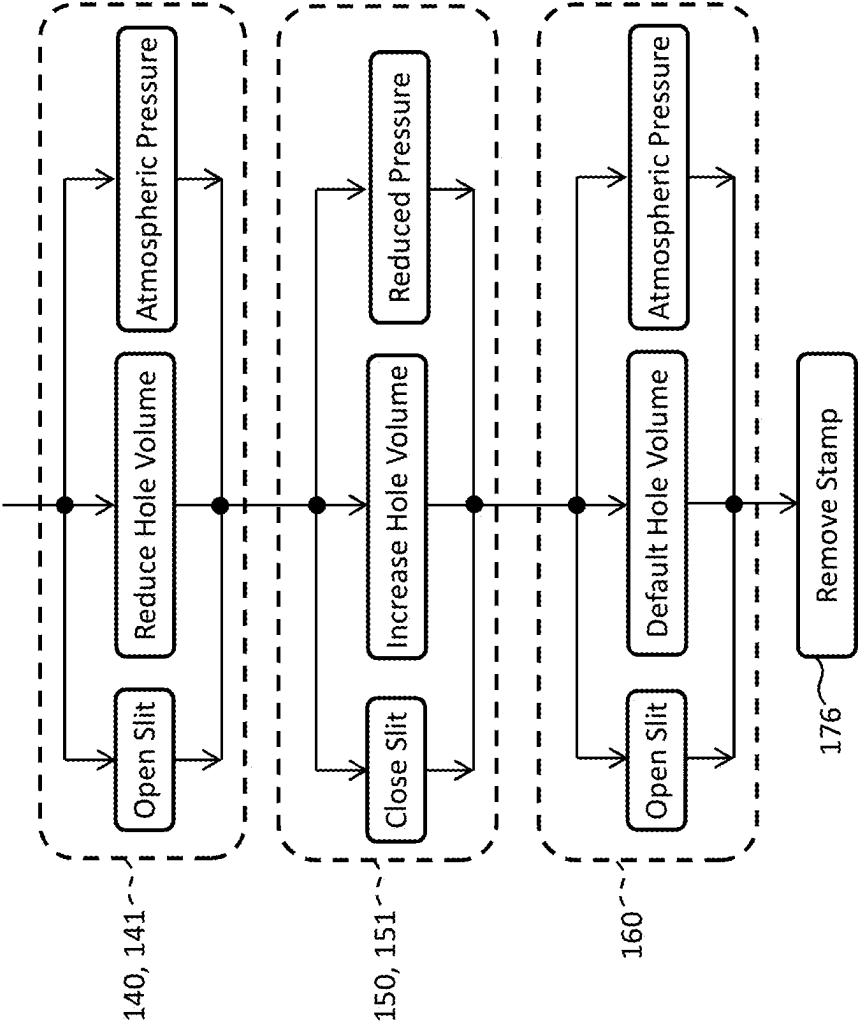 140, 141
Open Slit
Reduce Hole Volume
Atmospheric Pressure
150, 151
Close Slit
Increase Hole Volume
Reduced Pressure
160
Open Slit
Default Hole Volume
Atmospheric Pressure
176
Remove Stamp